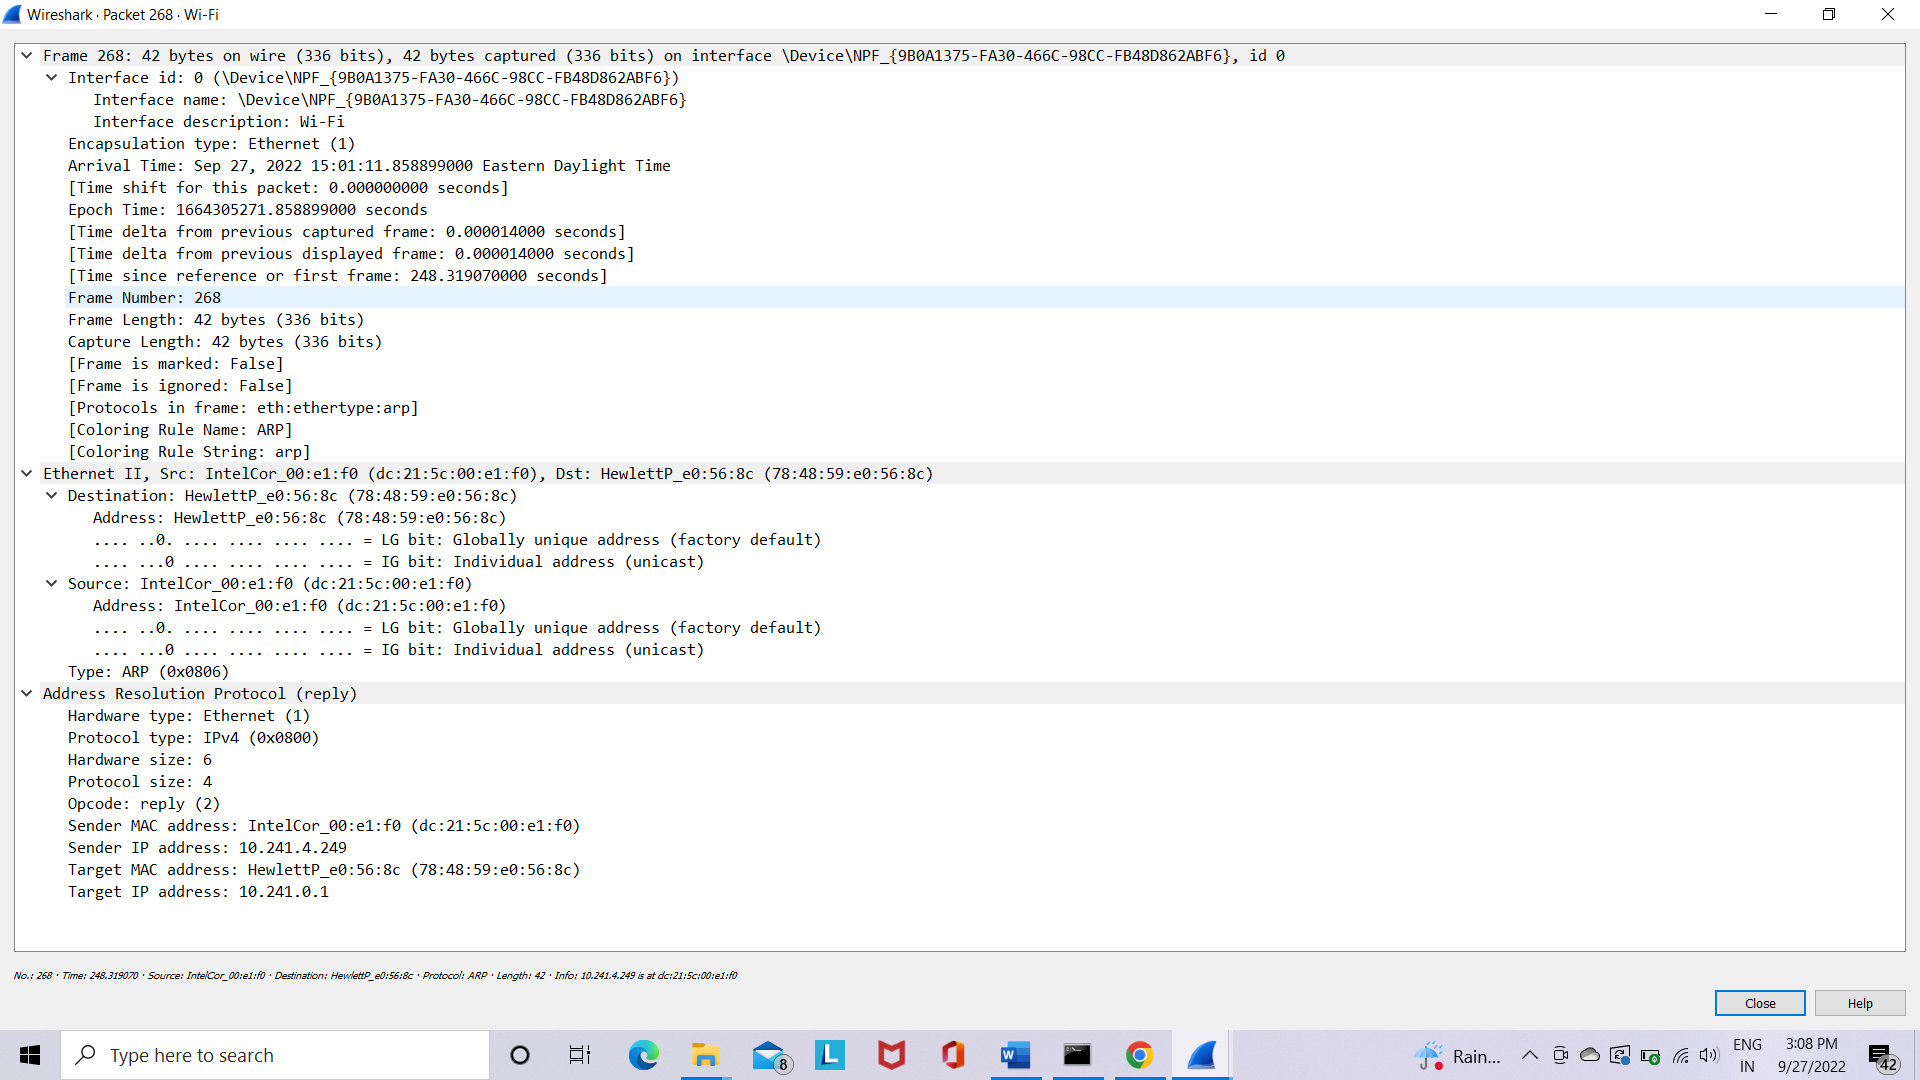 Wireshark · Packet 268 · Wi-Fi
Frame 268: 42 bytes on wire (336 bits), 42 bytes captured (336 bits) on interface \Device\NPF_{9B0A1375-FA30-466C-98CC-FB48D862ABF6}, id 0
Interface id: 0 (\Device\NPF_{9B0A1375-FA30-466C-98CC-FB48D862ABF6})
Interface name: \Device\NPF_{9B0A1375-FA30-466C-98CC-FB48D862ABF6}
Interface description: Wi-Fi
Encapsulation type: Ethernet (1)
Arrival Time: Sep 27, 2022 15:01:11.858899000 Eastern Daylight Time
[Time shift for this packet: 0.000000000 seconds]
Epoch Time: 1664305271.858899000 seconds
[Time delta from previous captured frame: 0.000014000 seconds]
[Time delta from previous displayed frame: 0.000014000 seconds]
[Time since reference or first frame: 248.319070000 seconds]
Frame Number: 268
Frame Length: 42 bytes (336 bits)
Capture Length: 42 bytes (336 bits)
[Frame is marked: False]
[Frame is ignored: False]
[Protocols in frame: eth:ethertype:arp]
[Coloring Rule Name: ARP]
[Coloring Rule String: arp]
Ethernet II, Src: IntelCor_00:e1:f0 (dc:21:5c:00:e1:f0), Dst: HewlettP_e0:56:8c (78:48:59:e0:56:8c)
Destination: HewlettP_e0:56:8c (78:48:59:e0:56:8c)
Address: HewlettP_e0:56:8c (78:48:59:e0:56:8c)
.... ..0. .... .... .... .... = LG bit: Globally unique address (factory default)
.... ...0 .... .... .... .... = IG bit: Individual address (unicast)
Source: IntelCor_00:e1:f0 (dc:21:5c:00:e1:f0)
Address: IntelCor_00:e1:f0 (dc:21:5c:00:e1:f0)
.... ..0. .... .... .... .... = LG bit: Globally unique address (factory default)
.... ...0 .... .... .... .... = IG bit: Individual address (unicast)
Type: ARP (0x0806)
Address Resolution Protocol (reply)
Hardware type: Ethernet (1)
Protocol type: IPv4 (0x0800)
Hardware size: 6
Protocol size: 4
Opcode: reply (2)
Sender MAC address: IntelCor_00:e1:f0 (dc:21:5c:00:e1:f0)
Sender IP address: 10.241.4.249
Target MAC address: HewlettP_e0:56:8c (78:48:59:e0:56:8c)
Target IP address: 10.241.0.1
No.: 268 · Time: 248.319070 · Source: IntelCor_00:e1:f0 · Destination: HewlettP_e0:56:8c · Protocol: ARP · Length: 42 · Info: 10.241.4.249 is at dc:21:5c:00:e1:f0
Close Help
Type here to search
8
L
W
Rain...
ENG
IN
3:08 PM
9/27/2022
42